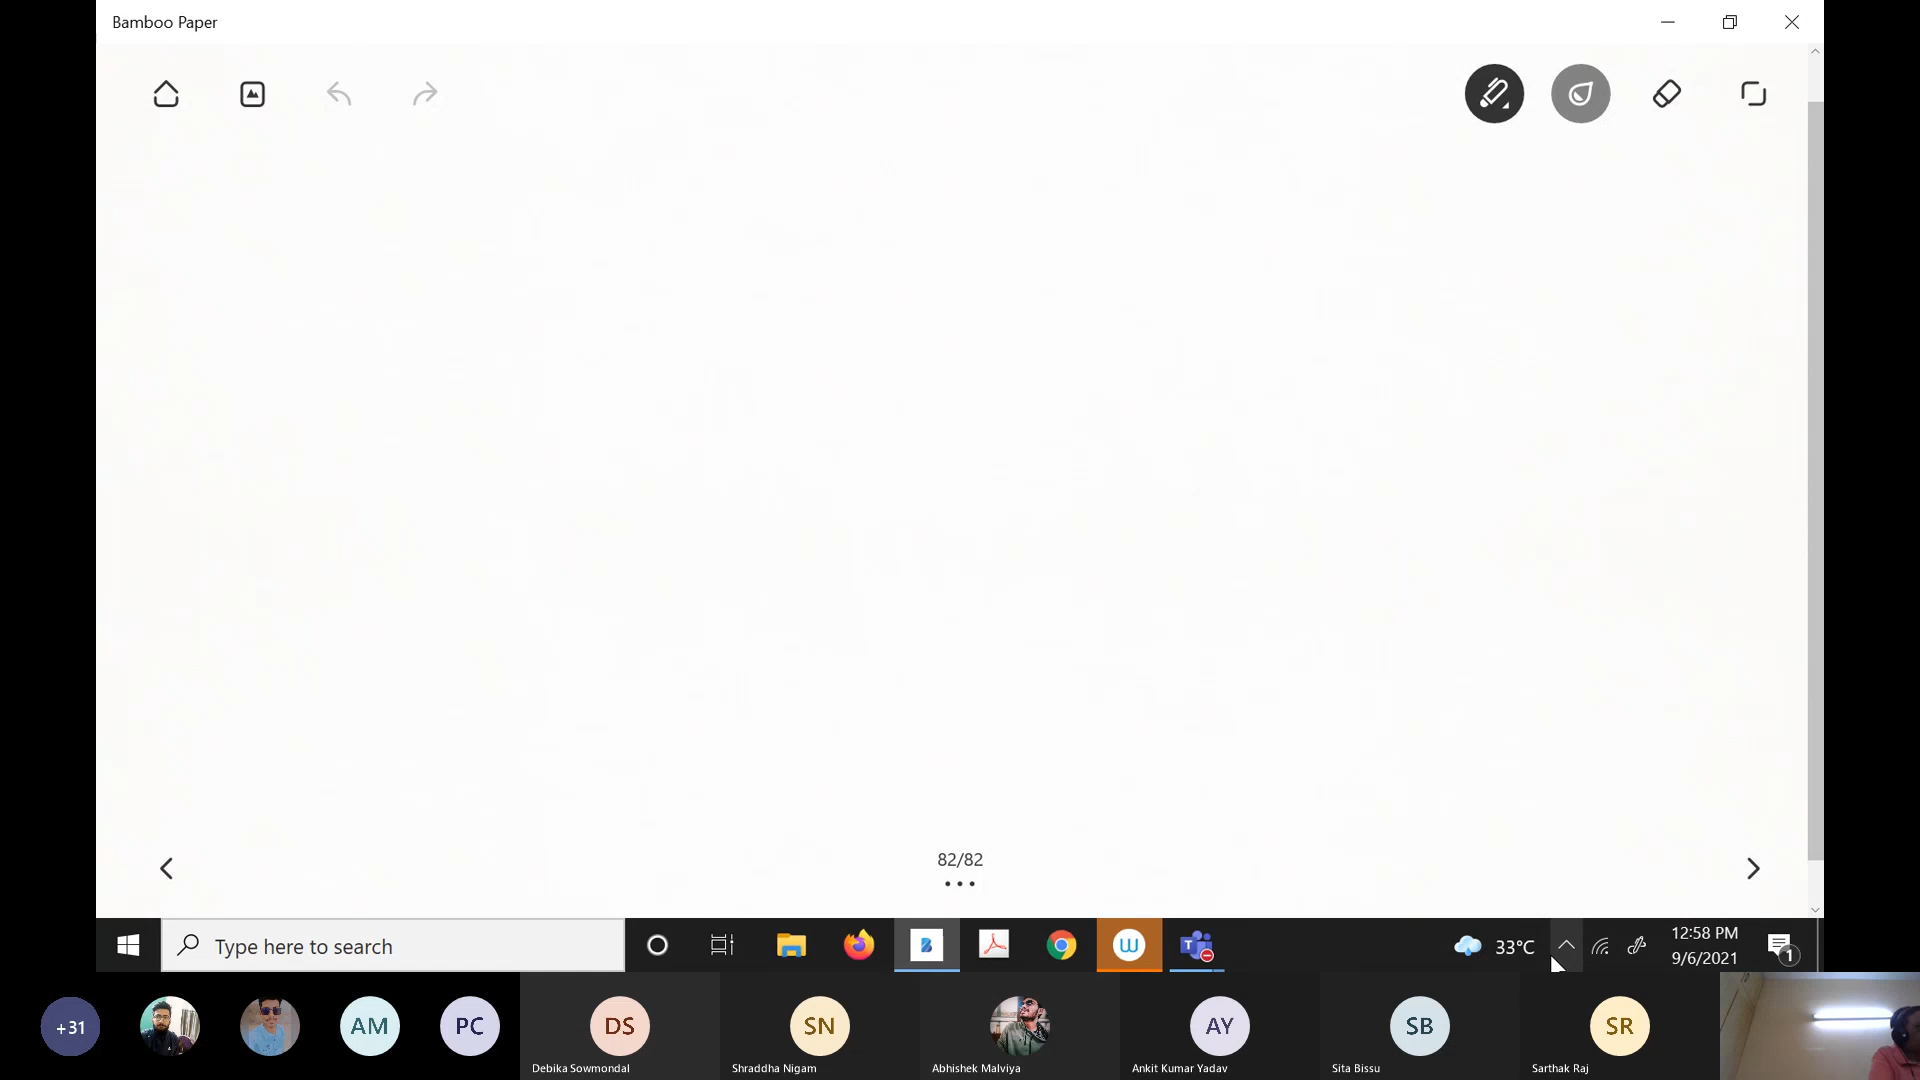 Bamboo Paper
82/82
Type here to search
33°C
12:58 PM
9/6/2021
1
+31
AM
PC
DS
SN
AY
SB
SR
Debika Sowmondal
Shraddha Nigam
Abhishek Malviya
Ankit Kumar Yadav
Sita Bissu
Sarthak Raj